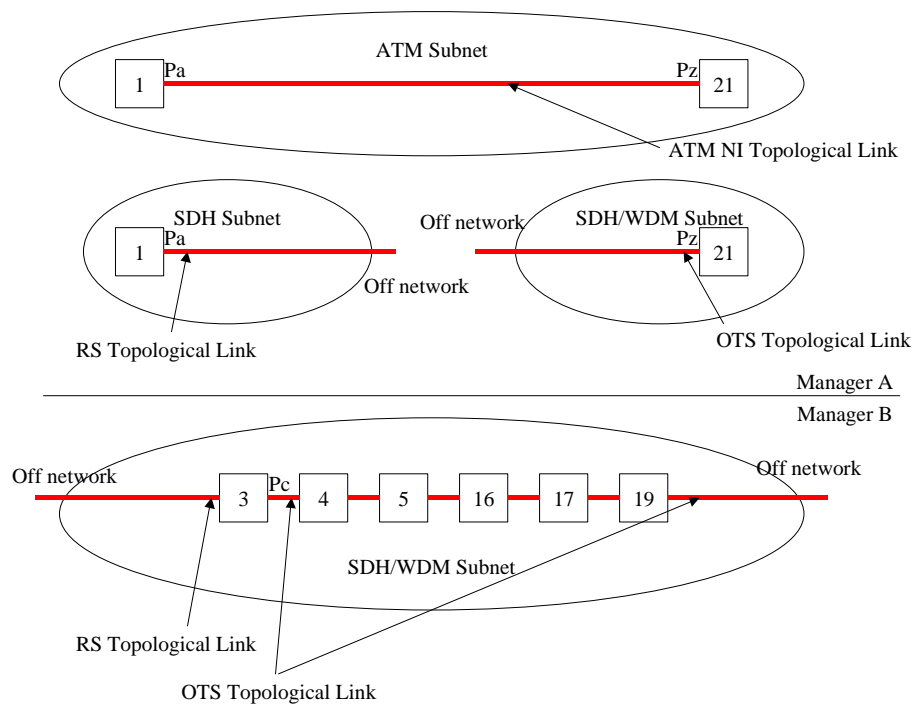 ATM Subnet
Pa
Pz
1
21
ATM NI Topological Link
SDH Subnet
Off network
SDH/WDM Subnet
Pa
Pz
1
21
Off network
RS Topological Link
OTS Topological Link
Manager A
Manager B
Off network
Off network
3
Pc
4
5
16
17
19
SDH/WDM Subnet
RS Topological Link
OTS Topological Link